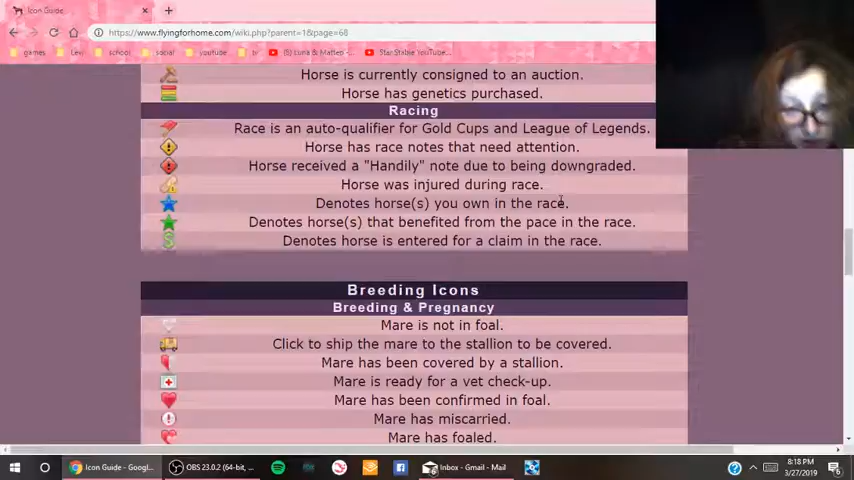 Icon Guide
https://www.flyingforhome.com/wiki.php?parent=1&page=68
games
school
social
youtube
tv
(5) Luna & Matteo -
Star Stable YouTube...
Horse is currently consigned to an auction.
Horse has genetics purchased.
Racing
Race is an auto-qualifier for Gold Cups and League of Legends.
Horse has race notes that need attention.
Horse received a "Handily" note due to being downgraded.
Horse was injured during race.
Denotes horse(s) you own in the race.
Denotes horse(s) that benefited from the pace in the race.
Denotes horse is entered for a claim in the race.
Breeding Icons
Breeding & Pregnancy
Mare is not in foal.
Click to ship the mare to the stallion to be covered.
Mare has been covered by a stallion.
Mare is ready for a vet check-up.
Mare has been confirmed in foal.
Mare has miscarried.
Mare has foaled.
Icon Guide - Googl...
OBS 23.0.2 (64-bit, ...
Inbox - Gmail - Mail
8:18 PM
3/27/2019